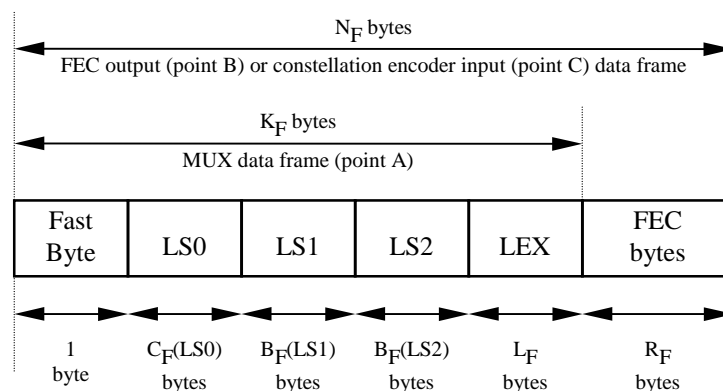 N_F bytes
FEC output (point B) or constellation encoder input (point C) data frame
K_F bytes
MUX data frame (point A)
Fast Byte
LS0
LS1
LS2
LEX
FEC bytes
1 byte
C_F(LS0) bytes
B_F(LS1) bytes
B_F(LS2) bytes
L_F bytes
R_F bytes